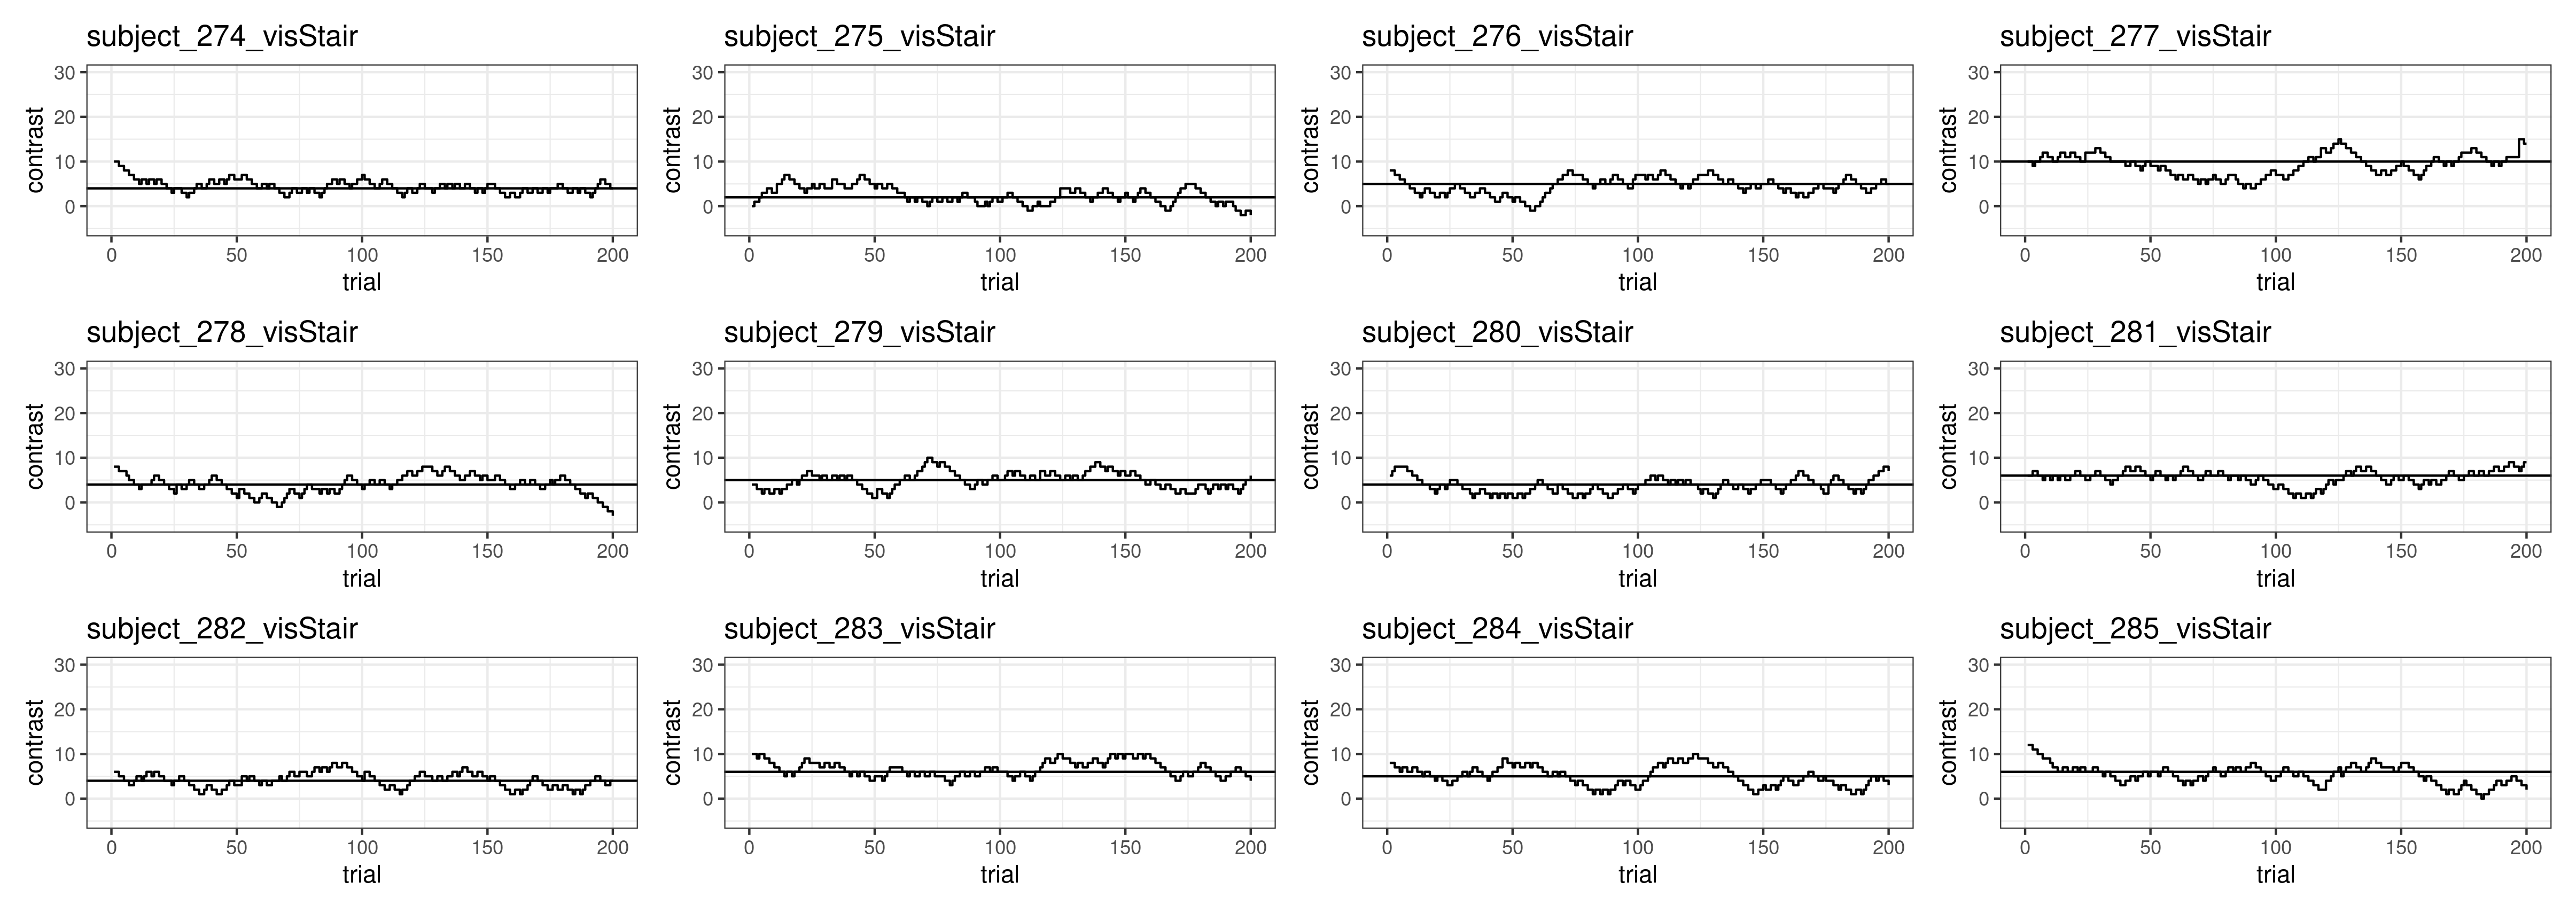 subject_274_visStair
30
20
10
0
contrast
0 50 100 150 200
trial
subject_275_visStair
30
20
10
0
contrast
0 50 100 150 200
trial
subject_276_visStair
30
20
10
0
contrast
0 50 100 150 200
trial
subject_277_visStair
30
20
10
0
contrast
0 50 100 150 200
trial
subject_278_visStair
30
20
10
0
contrast
0 50 100 150 200
trial
subject_279_visStair
30
20
10
0
contrast
0 50 100 150 200
trial
subject_280_visStair
30
20
10
0
contrast
0 50 100 150 200
trial
subject_281_visStair
30
20
10
0
contrast
0 50 100 150 200
trial
subject_282_visStair
30
20
10
0
contrast
0 50 100 150 200
trial
subject_283_visStair
30
20
10
0
contrast
0 50 100 150 200
trial
subject_284_visStair
30
20
10
0
contrast
0 50 100 150 200
trial
subject_285_visStair
30
20
10
0
contrast
0 50 100 150 200
trial